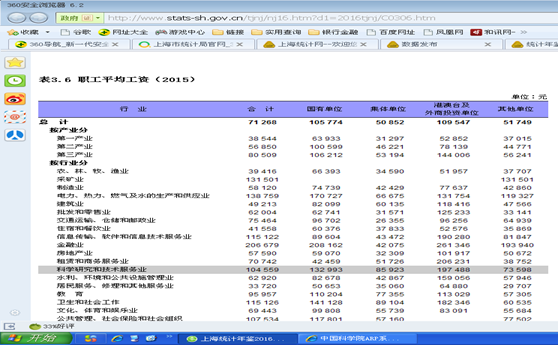 360安全浏览器 6.2
政府 http://www.stats-sh.gov.cn/tjnj/nj16.htm?d1=2016tjnj/C0306.htm
收藏 谷歌 网址大全 游戏中心 链接 实用查询 银行金融 百度网址 凤凰网 和讯网
360导航_新一代安全 上海市统计局官网_ 上海统计网--欢迎您 数据发布 统计年鉴
表3.6 职工平均工资（2015）
单位：元
行 业 合 计 国有单位 集体单位 港澳台及外商投资单位 其他单位
总 计 71 268 105 774 50 852 109 547 51 749
按产业分
第一产业 38 544 63 933 31 297 52 852 37 015
第二产业 56 850 100 599 46 221 78 139 44 771
第三产业 80 509 106 212 53 194 144 006 56 241
按行业分
农、林、牧、渔业 39 416 66 393 34 590 51 957 37 707
采矿业 131 501 131 501
制造业 58 120 74 739 42 429 77 637 42 860
电力、热力、燃气及水的生产和供应业 138 759 170 727 66 675 131 754 119 327
建筑业 49 213 82 099 60 135 118 416 47 566
批发和零售业 62 004 62 741 31 571 125 233 33 141
交通运输、仓储和邮政业 75 464 96 702 26 355 96 256 64 939
住宿和餐饮业 41 558 60 376 37 833 52 576 35 869
信息传输、软件和信息技术服务业 115 122 89 604 43 472 190 280 81 847
金融业 206 679 208 162 42 075 261 346 193 940
房地产业 57 590 59 070 32 309 101 917 50 672
租赁和商务服务业 70 742 42 459 51 726 206 231 38 752
科学研究和技术服务业 104 559 132 993 85 923 197 488 73 598
水利、环境和公共设施管理业 62 920 82 678 42 867 159 056 57 946
居民服务、修理和其他服务业 33 720 50 653 35 060 64 880 29 707
教 育 95 957 110 204 77 355 113 029 57 305
卫生和社会工作 115 126 141 128 89 104 182 346 60 535
文化、体育和娱乐业 69 443 99 808 55 739 83 091 55 684
公共管理、社会保险和社会组织 107 534 117 801 57 160 77 502
33%好评
开始 上海统计年鉴2016... 中国科学院ARP系...